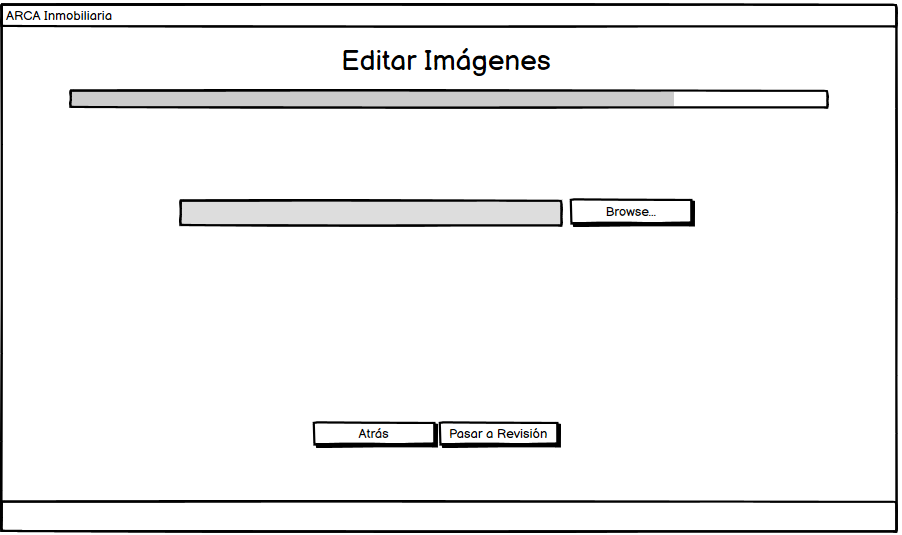 ARCA Inmobiliaria
Editar Imágenes
Browse...
Atrás
Pasar a Revisión